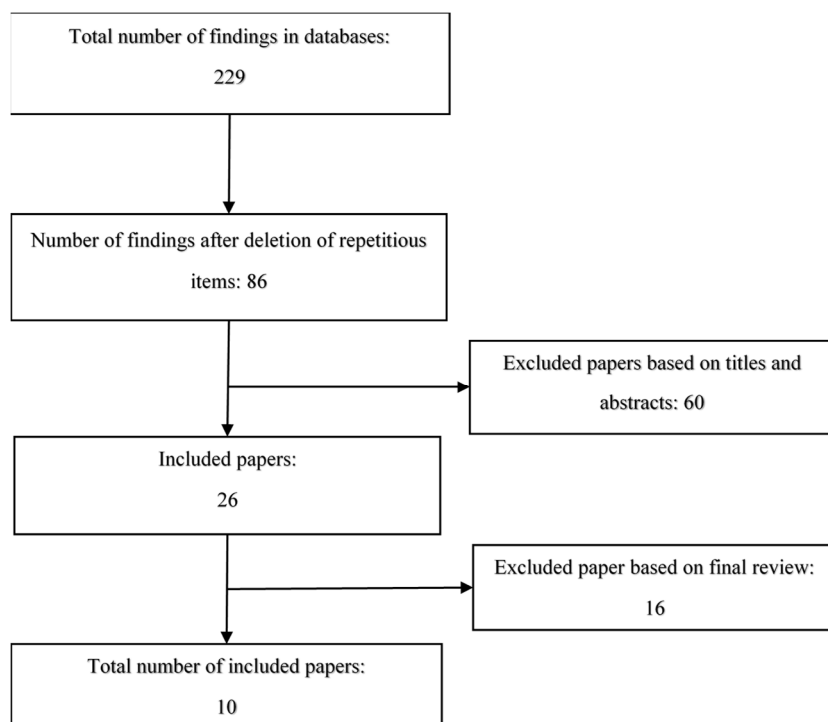 Total number of findings in databases:
229
Number of findings after deletion of repetitious
items: 86
Excluded papers based on titles and
abstracts: 60
Included papers:
26
Excluded paper based on final review:
16
Total number of included papers:
10